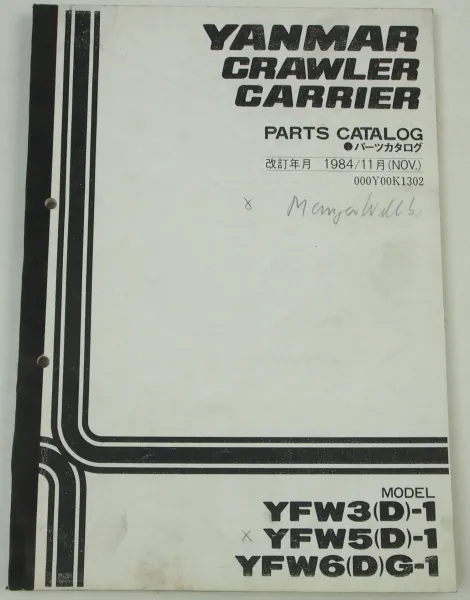 YANMAR
CRAWLER
CARRIER
PARTS CATALOG
●パーツカタログ
改訂年月 1984/11月(NOV.)
000Y00K1302
x
MODEL
YFW3(D)-1
x YFW5(D)-1
YFW6(D)G-1